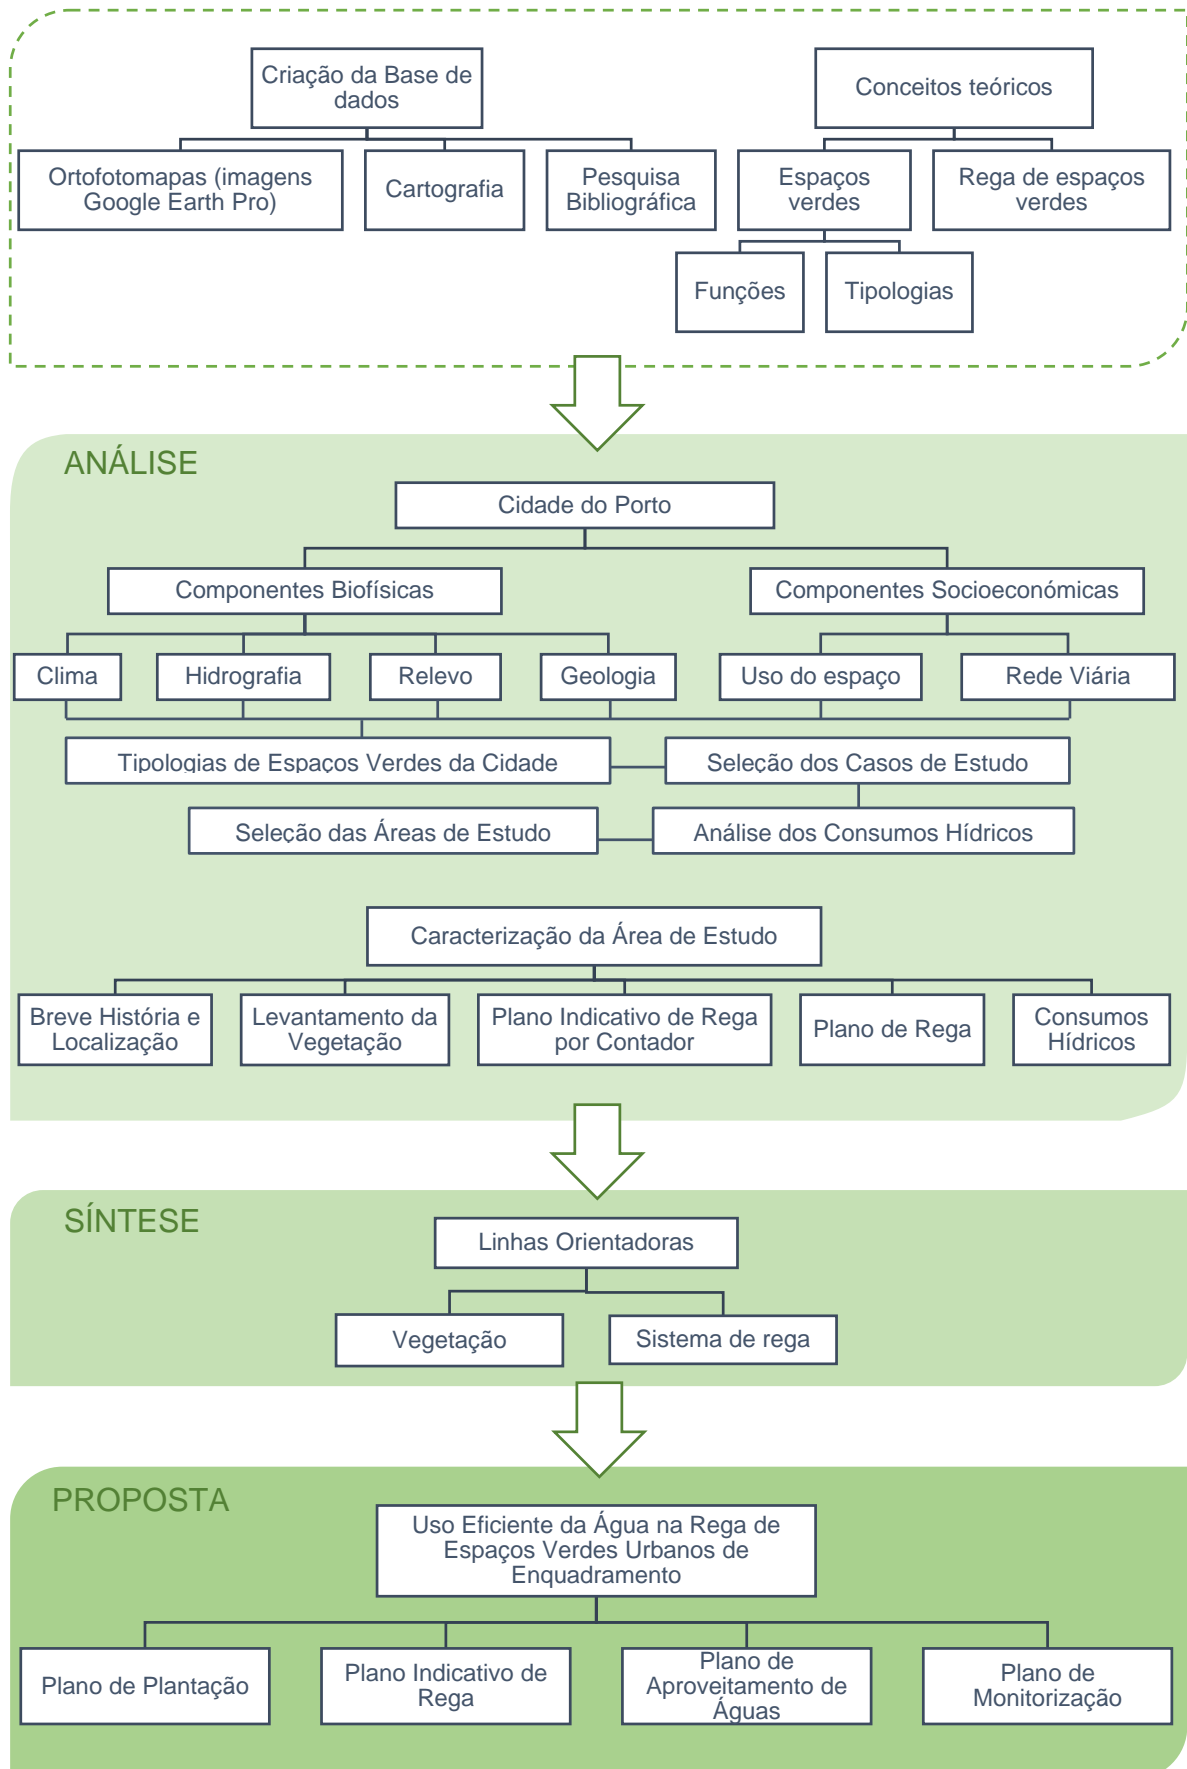 Criação da Base de
dados
Conceitos teóricos
Ortofotomapas (imagens
Google Earth Pro)
Cartografia
Pesquisa
Bibliográfica
Espaços
verdes
Rega de espaços
verdes
Funções
Tipologias
ANÁLISE
Cidade do Porto
Componentes Biofísicas
Componentes Socioeconómicas
Clima
Hidrografia
Relevo
Geologia
Uso do espaço
Rede Viária
Tipologias de Espaços Verdes da Cidade
Seleção dos Casos de Estudo
Seleção das Áreas de Estudo
Análise dos Consumos Hídricos
Caracterização da Área de Estudo
Breve História e
Localização
Levantamento da
Vegetação
Plano Indicativo de Rega
por Contador
Plano de Rega
Consumos
Hídricos
SÍNTESE
Linhas Orientadoras
Vegetação
Sistema de rega
PROPOSTA
Uso Eficiente da Água na Rega de
Espaços Verdes Urbanos de
Enquadramento
Plano de Plantação
Plano Indicativo de
Rega
Plano de
Aproveitamento de
Águas
Plano de
Monitorização